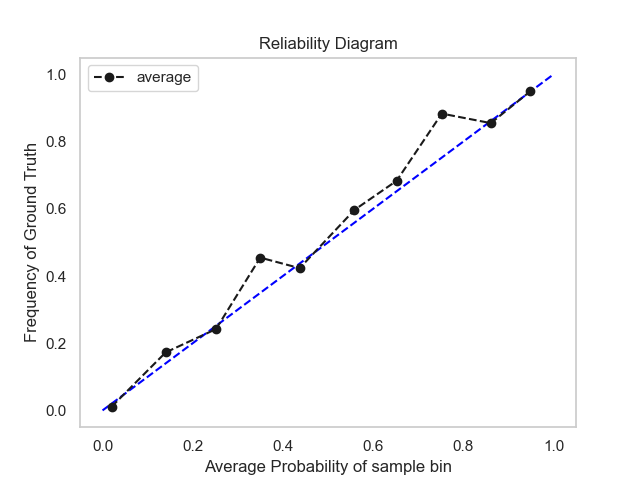 Reliability Diagram
average
Frequency of Ground Truth
1.0
0.8
0.6
0.4
0.2
0.0
0.0 0.2 0.4 0.6 0.8 1.0
Average Probability of sample bin